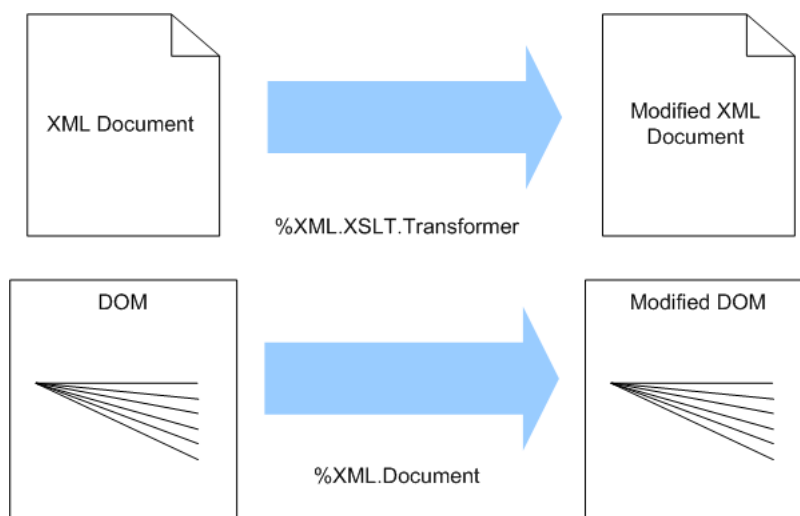 XML Document
Modified XML
Document
%XML.XSLT.Transformer
DOM
Modified DOM
%XML.Document